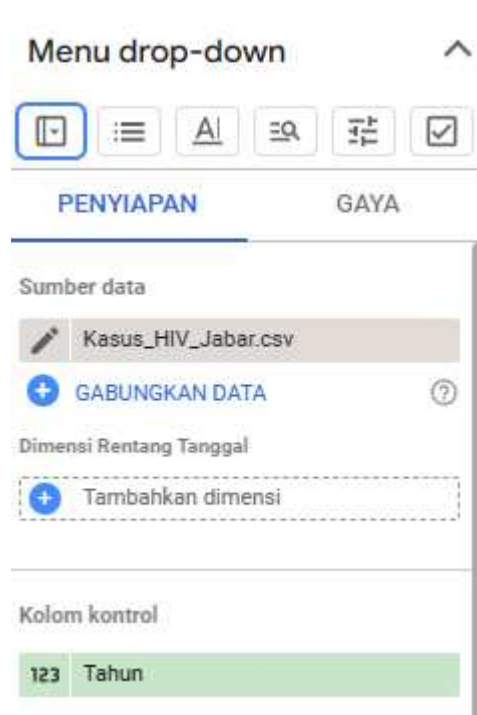 Menu drop-down
PENYIAPAN GAYA
Sumber data
Kasus_HIV_Jabar.csv
GABUNGKAN DATA
Dimensi Rentang Tanggal
Tambahkan dimensi
Kolom kontrol
123 Tahun